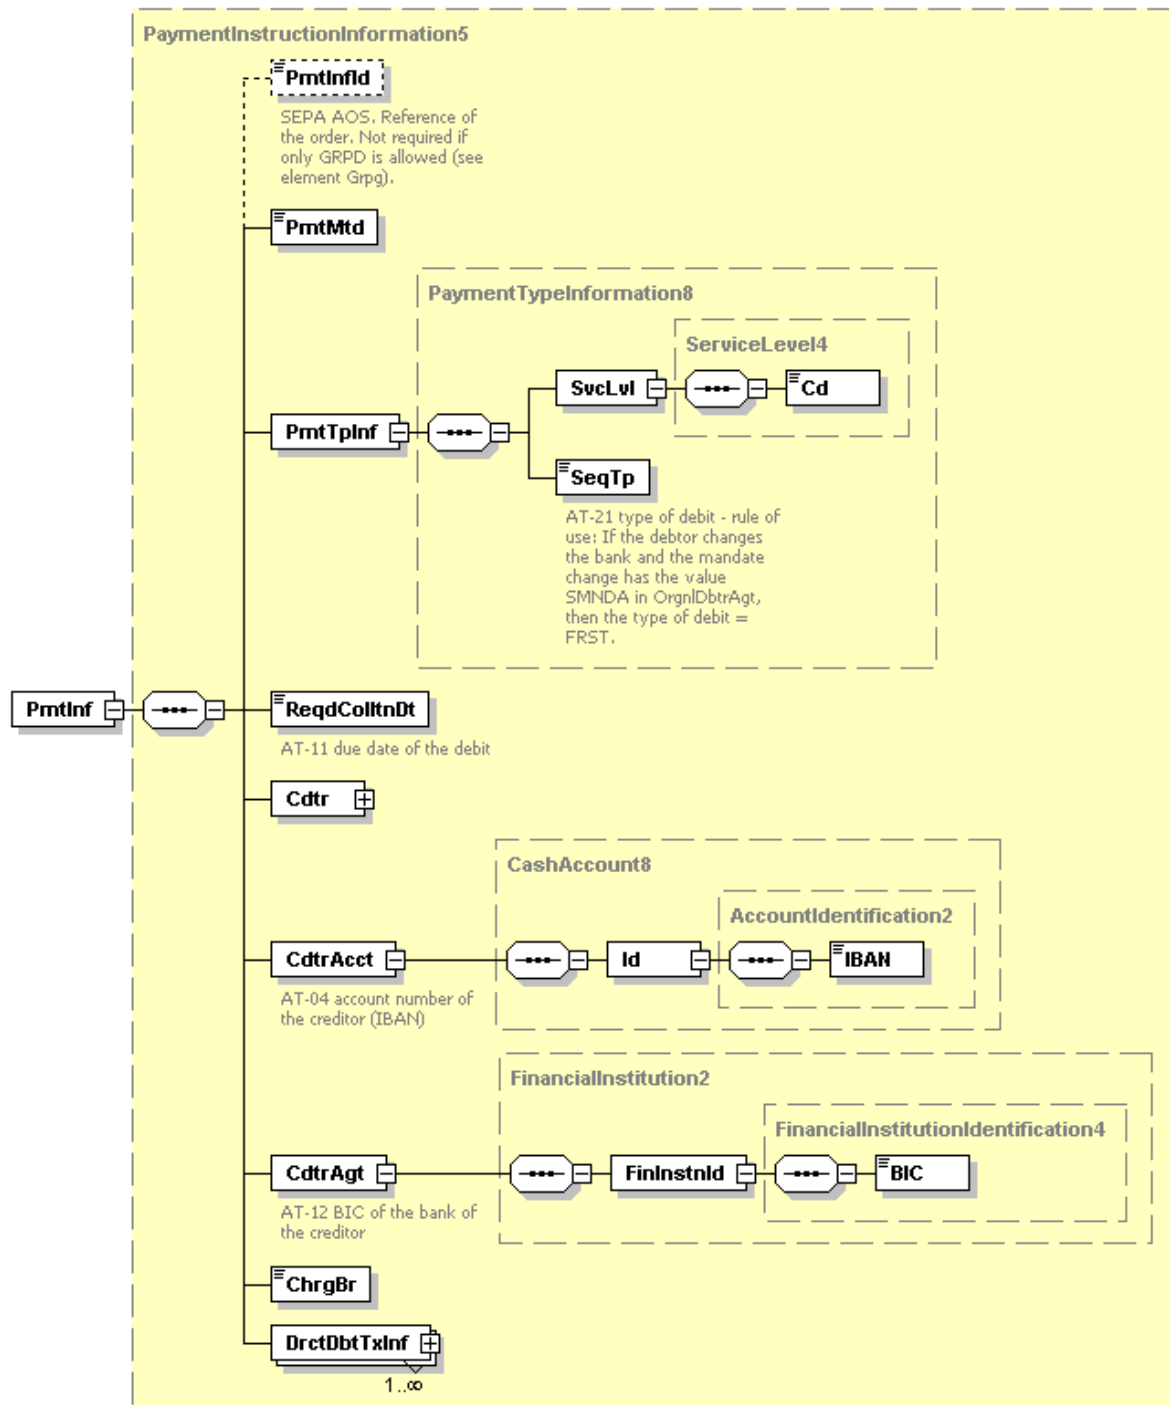 PaymentInstructionInformation5
PmtInfId
SEPA AOS. Reference of
the order. Not required if
only GRPD is allowed (see
element Grpg).
PmtMtd
PaymentTypeInformation8
ServiceLevel4
SvcLvl
Cd
PmtTpInf
SeqTp
AT-21 type of debit - rule of
use: If the debtor changes
the bank and the mandate
change has the value
SMNDA in OrgnlDbtrAgt,
then the type of debit =
FRST.
PmtInf
ReqdColltnDt
AT-11 due date of the debit
Cdtr
CashAccount8
AccountIdentification2
CdtrAcct
Id
IBAN
AT-04 account number of
the creditor (IBAN)
FinancialInstitution2
FinancialInstitutionIdentification4
CdtrAgt
FinInstnId
BIC
AT-12 BIC of the bank of
the creditor
ChrgBr
DrctDbtTxInf
1..∞